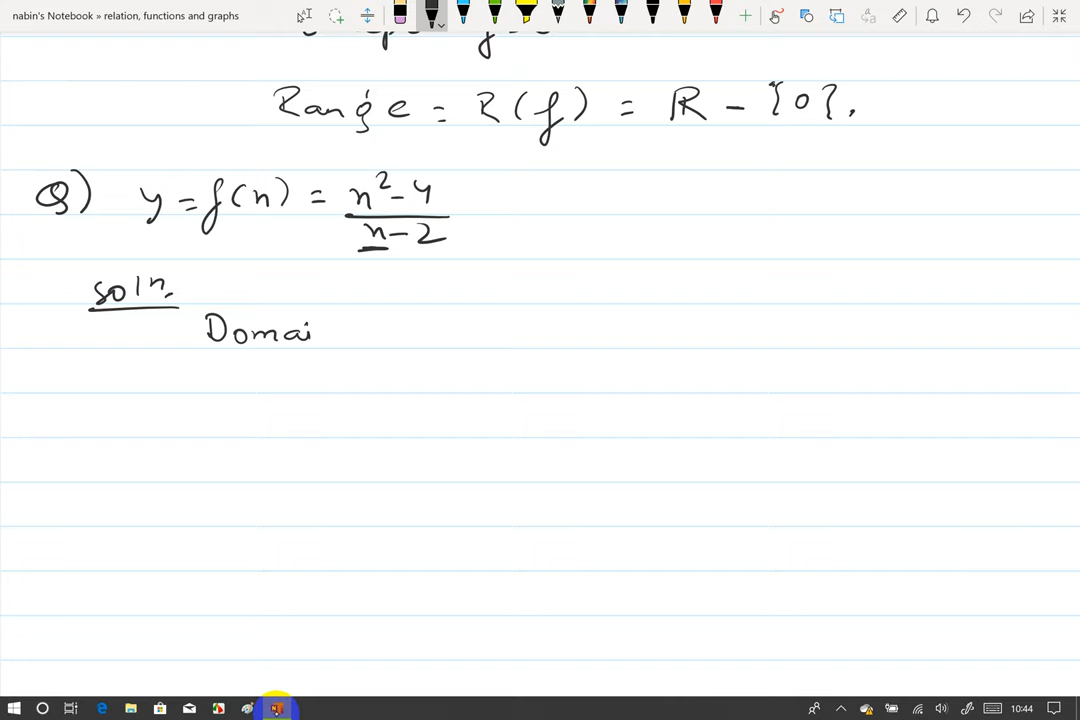 nabin's Notebook » relation, functions and graphs
Range = R(f) = R - {0}.
Q) y = f(n) = n²-4
n-2
soln.
Domai
10:44